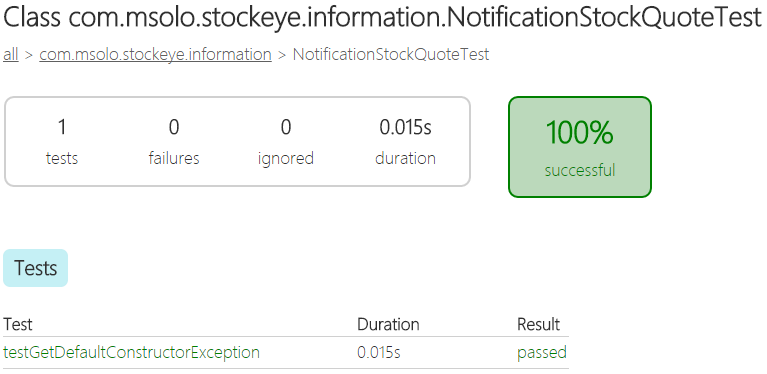 Class com.msolo.stockeye.information.NotificationStockQuoteTest
all > com.msolo.stockeye.information > NotificationStockQuoteTest
1 0 0 0.015s 100%
tests failures ignored duration successful
Tests
Test Duration Result
testGetDefaultConstructorException 0.015s passed